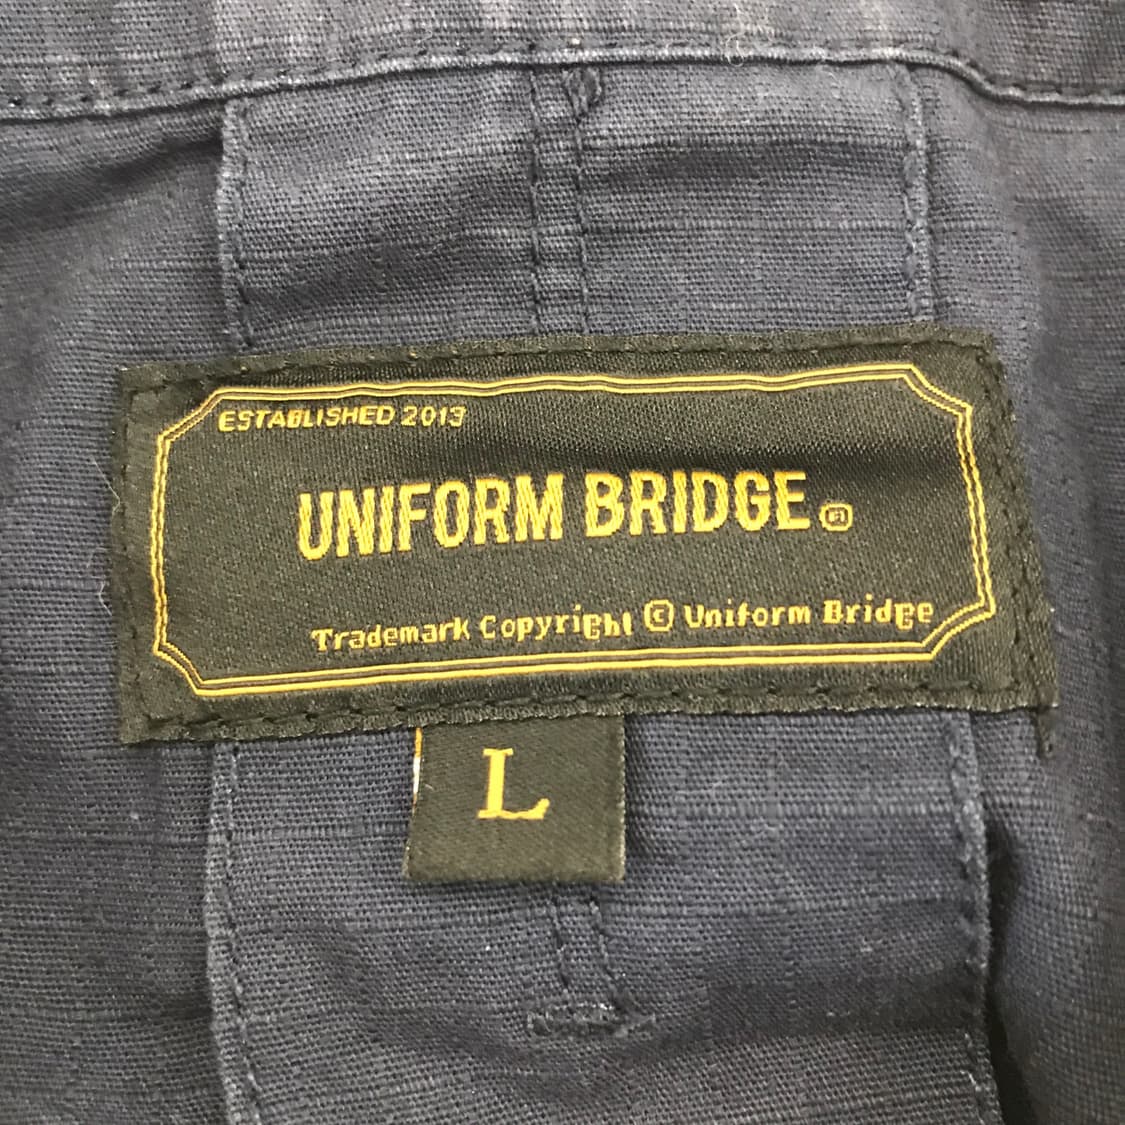 ESTABLISHED 2013
UNIFORM BRIDGE
Trademark Copyright © Uniform Bridge
L